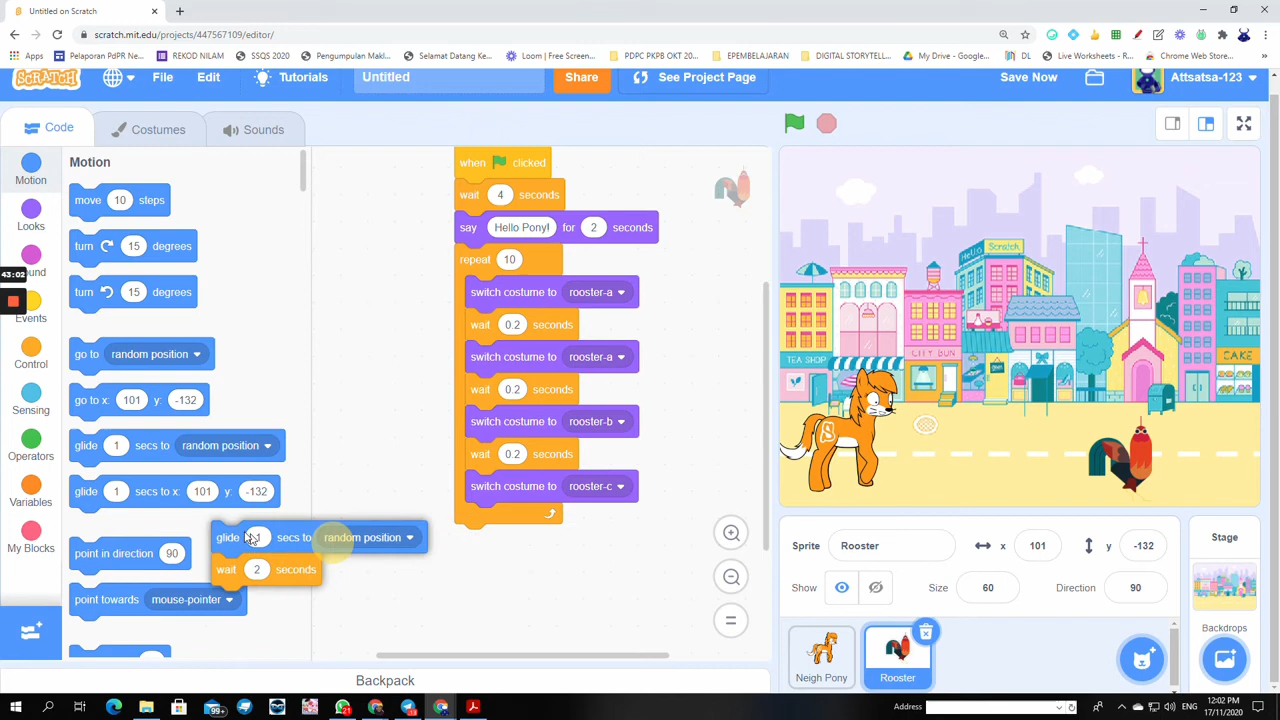 Untitled on Scratch
scratch.mit.edu/projects/447567109/editor/
Apps Pelaporan PdPR Ne... REKOD NILAM SSQS 2020 Pengumpulan Makl... Selamat Datang Ke... Loom | Free Screen... PDPC PKPB OKT 20... EPEMBELAJARAN DIGITAL STORYTELL... My Drive - Google... DL Live Worksheets - R... Chrome Web Store...
SCRATCH File Edit Tutorials Untitled Share See Project Page Save Now Attsatsa-123
Code Costumes Sounds
Motion
Looks
ound
43:02
Events
Control
Sensing
Operators
Variables
My Blocks
Motion
move 10 steps
turn 15 degrees
turn 15 degrees
go to random position
go to x: 101 y: -132
glide 1 secs to random position
glide 1 secs to x: 101 y: -132
point in direction 90
point towards mouse-pointer
glide 1 secs to random position
wait 2 seconds
when clicked
wait 4 seconds
say Hello Pony! for 2 seconds
repeat 10
switch costume to rooster-a
wait 0.2 seconds
switch costume to rooster-a
wait 0.2 seconds
switch costume to rooster-b
wait 0.2 seconds
switch costume to rooster-c
Hello
Scratch
TEA SHOP
CITY BUN
CAKE
S
Sprite Rooster x 101 y -132
Show Size 60 Direction 90
Neigh Pony
Rooster
Stage
Backdrops
Backpack
99+
21
Address
ENG
12:02 PM
17/11/2020